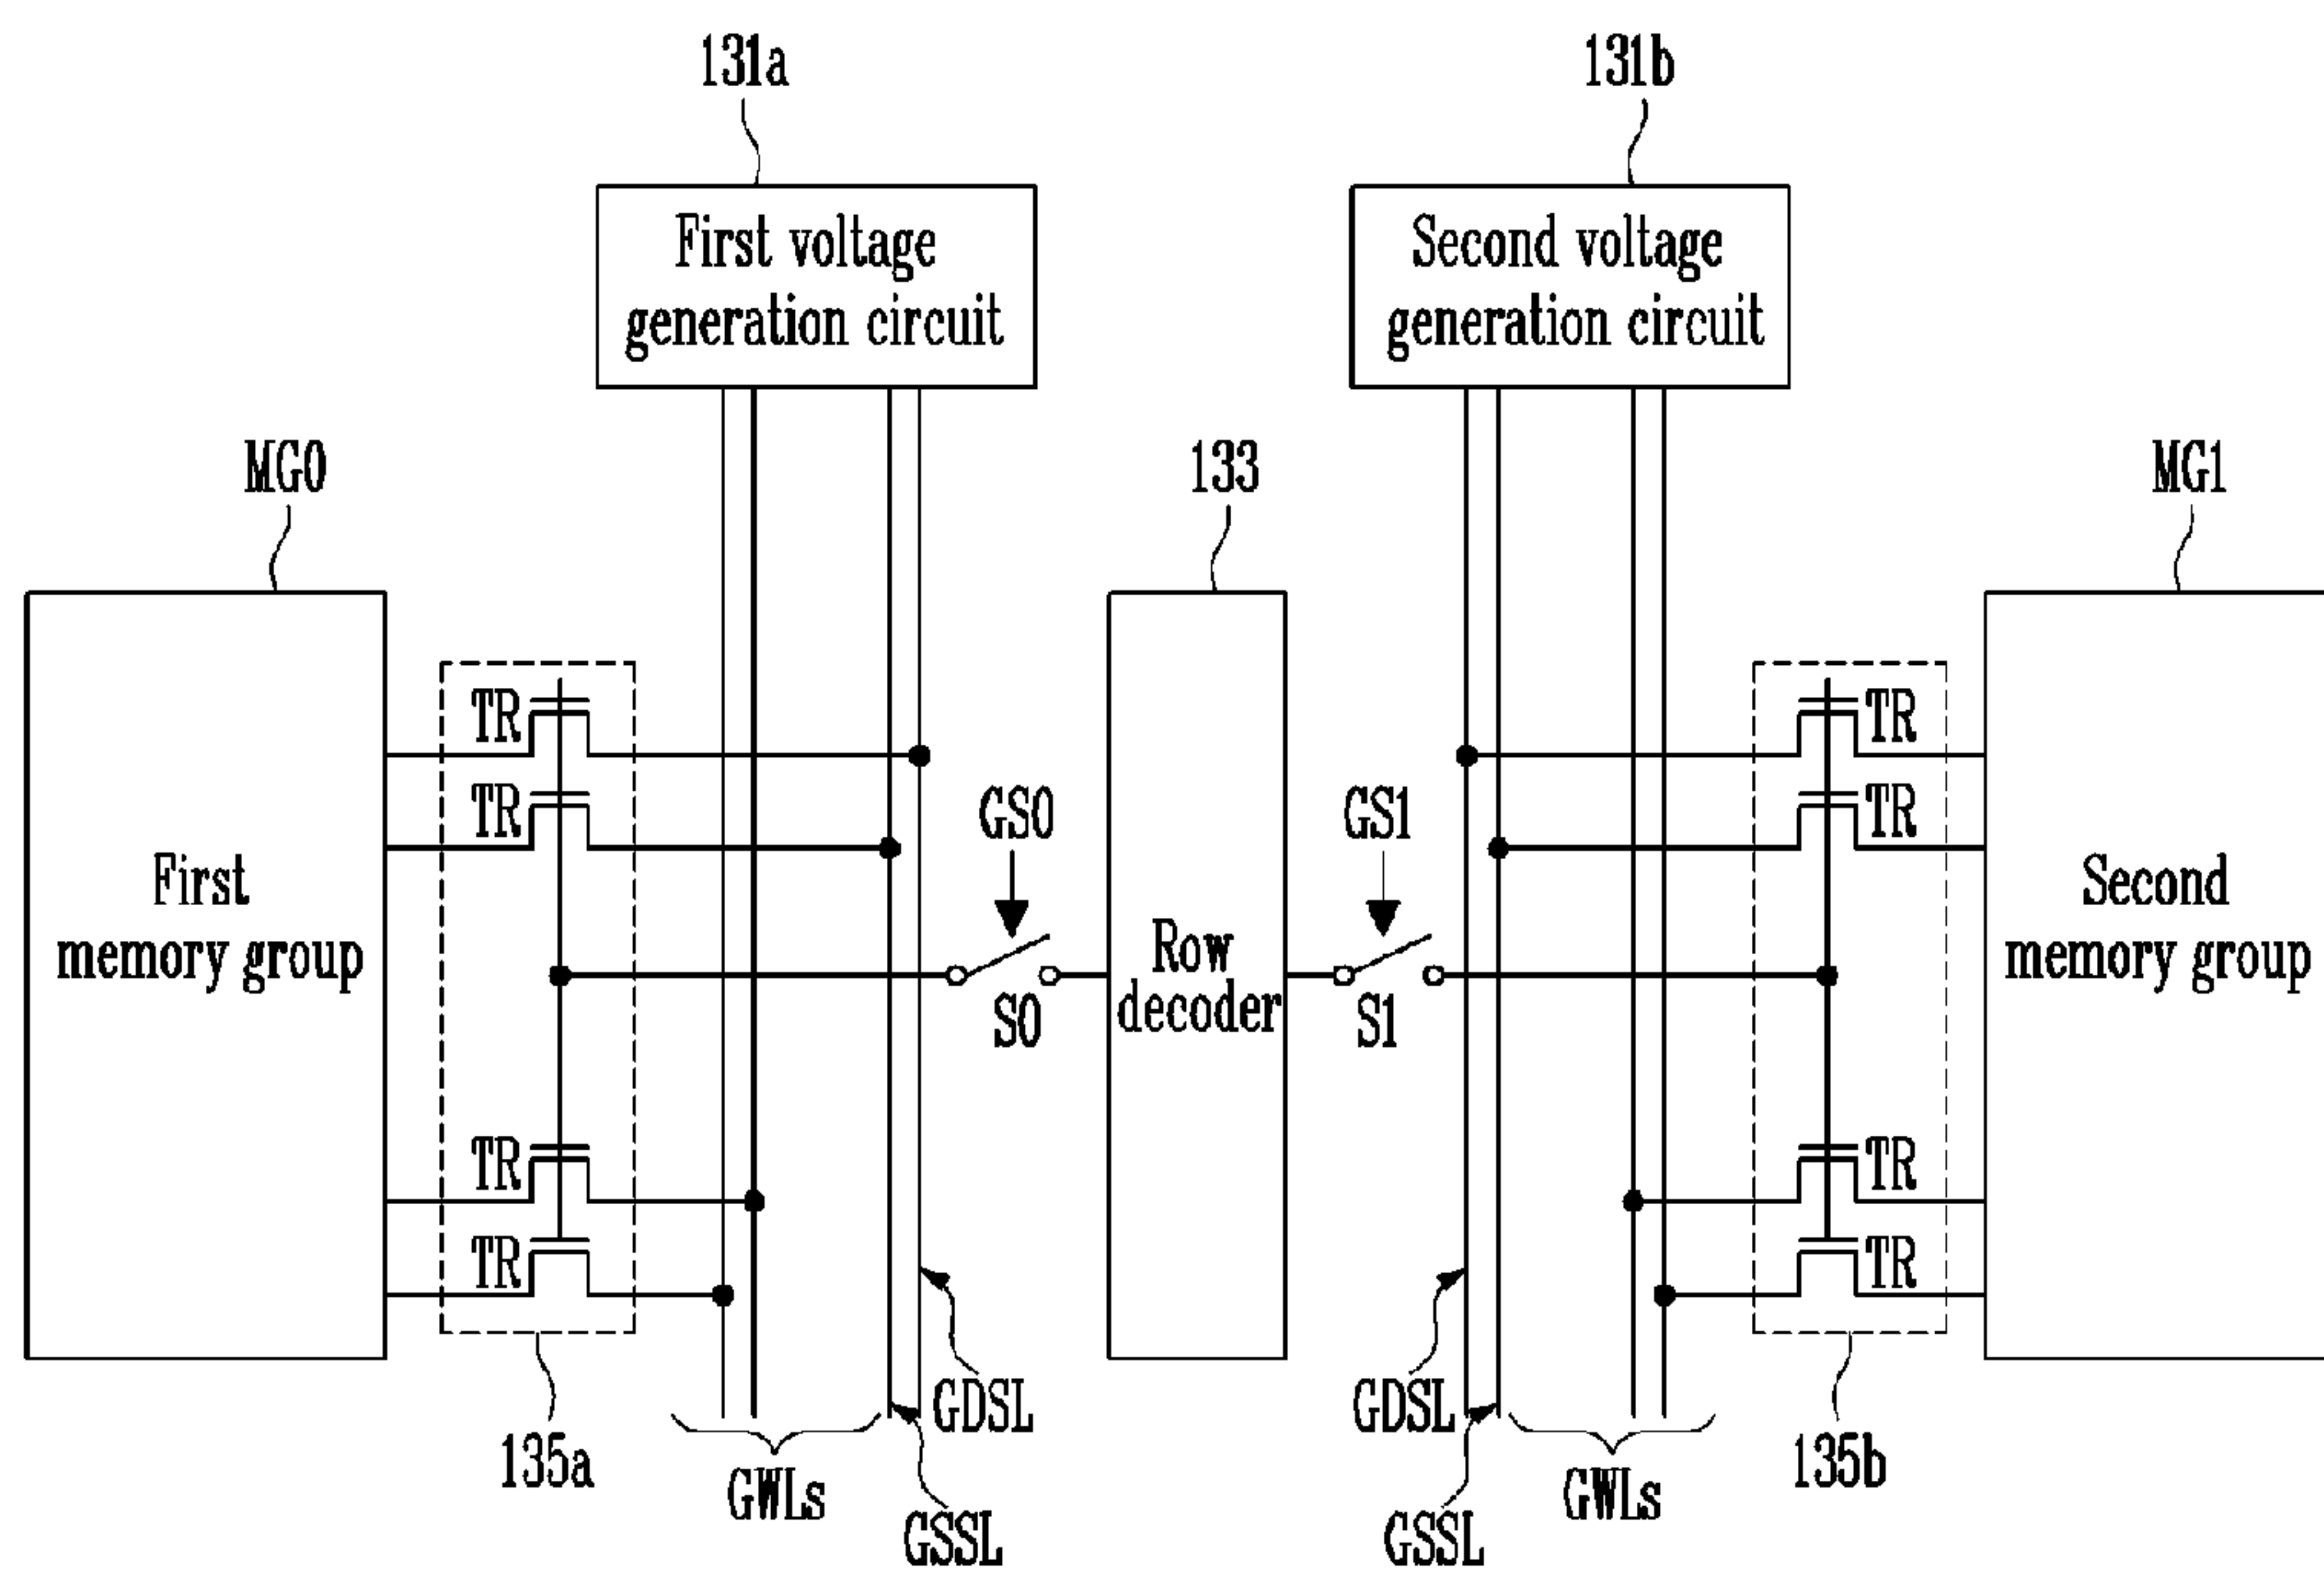 131a
131b
First voltage
generation circuit
Second voltage
generation circuit
MG0
133
MG1
TR
TR
TR
TR
GS0
GS1
First
memory group
Row
decoder
Second
memory group
S0
S1
TR
TR
TR
TR
GDSL
GDSL
135a
GWLs
GSSL
GSSL
GWLs
135b